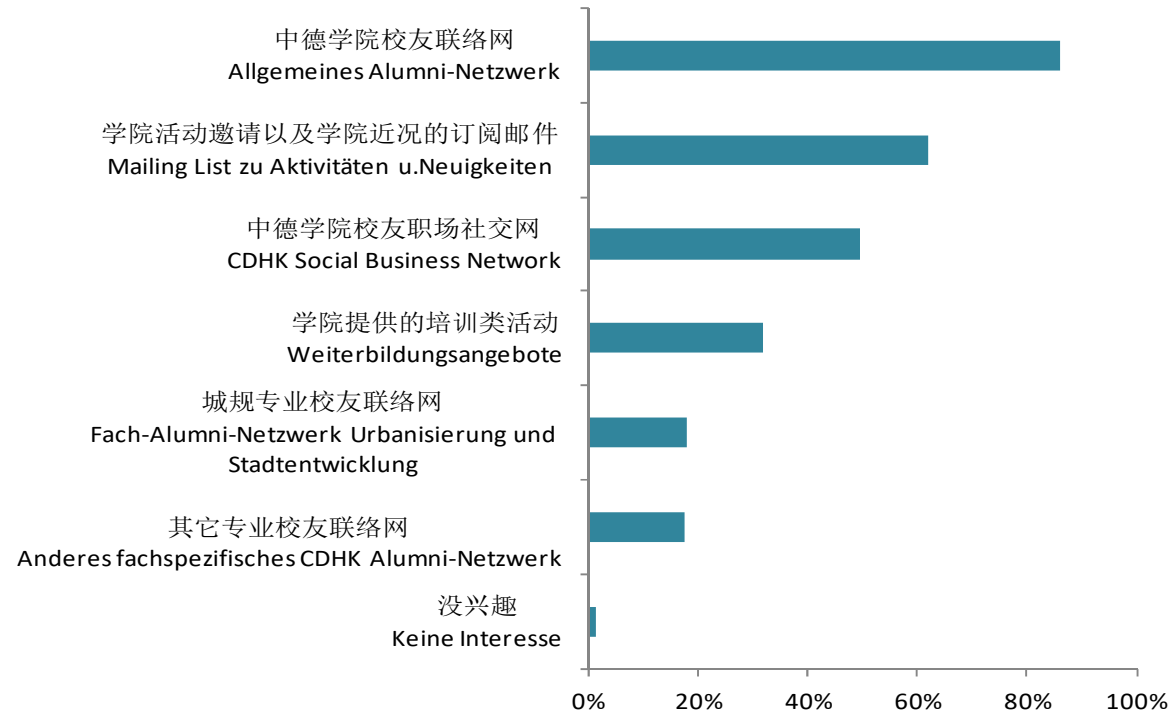 中德学院校友联络网
Allgemeines Alumni-Netzwerk
学院活动邀请以及学院近况的订阅邮件
Mailing List zu Aktivitäten u.Neuigkeiten
中德学院校友职场社交网
CDHK Social Business Network
学院提供的培训类活动
Weiterbildungsangebote
城规专业校友联络网
Fach-Alumni-Netzwerk Urbanisierung und
Stadtentwicklung
其它专业校友联络网
Anderes fachspezifisches CDHK Alumni-Netzwerk
没兴趣
Keine Interesse
0% 20% 40% 60% 80% 100%